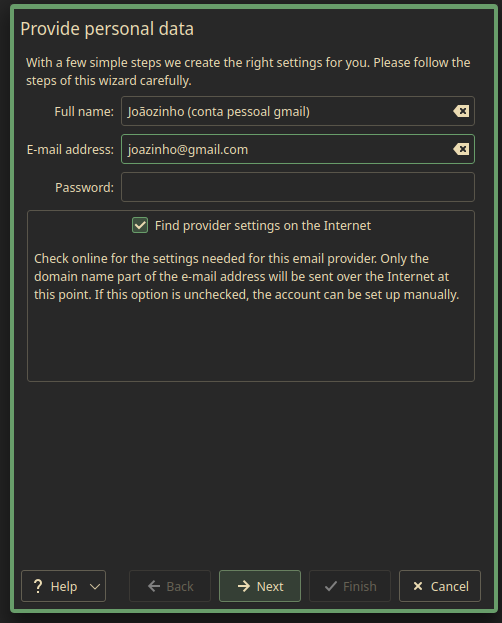 Provide personal data
With a few simple steps we create the right settings for you. Please follow the
steps of this wizard carefully.
Full name: Joãozinho (conta pessoal gmail)
E-mail address: joazinho@gmail.com
Password:
Find provider settings on the Internet
Check online for the settings needed for this email provider. Only the
domain name part of the e-mail address will be sent over the Internet at
this point. If this option is unchecked, the account can be set up manually.
? Help Back Next Finish Cancel